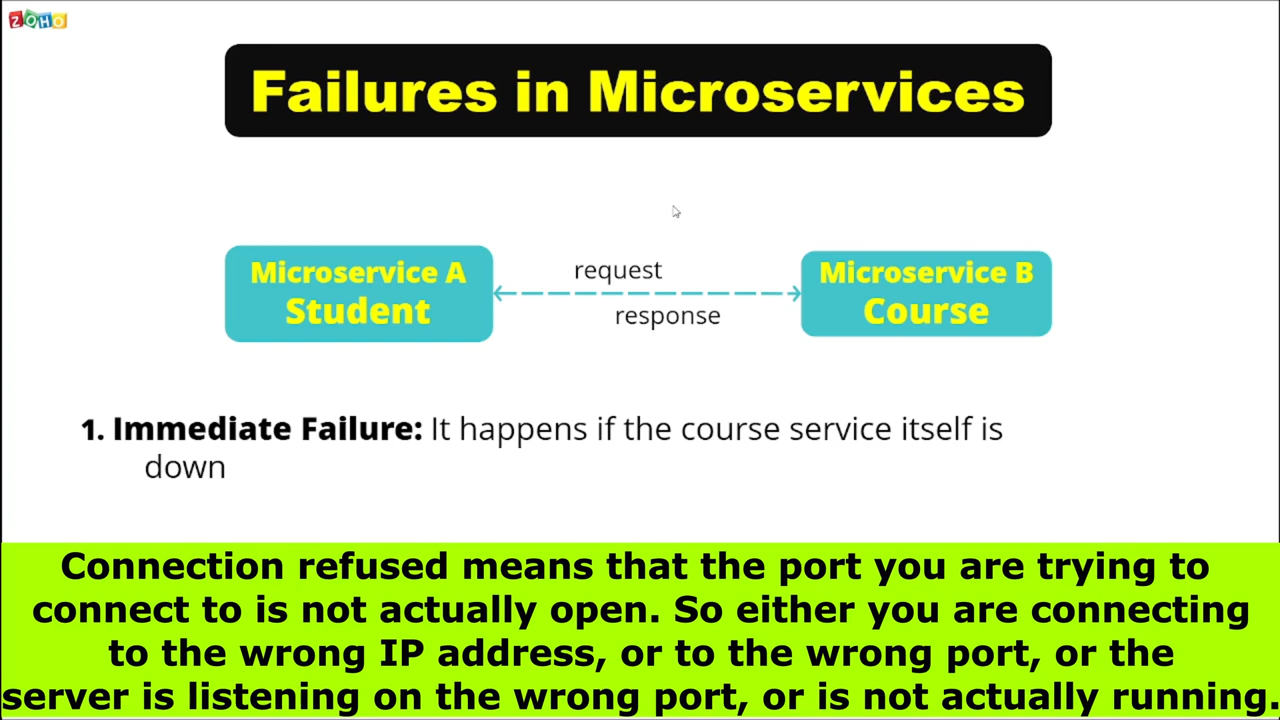 ZOHO
Failures in Microservices
Microservice A
Student
request
response
Microservice B
Course
1. Immediate Failure: It happens if the course service itself is
down
Connection refused means that the port you are trying to
connect to is not actually open. So either you are connecting
to the wrong IP address, or to the wrong port, or the
server is listening on the wrong port, or is not actually running.